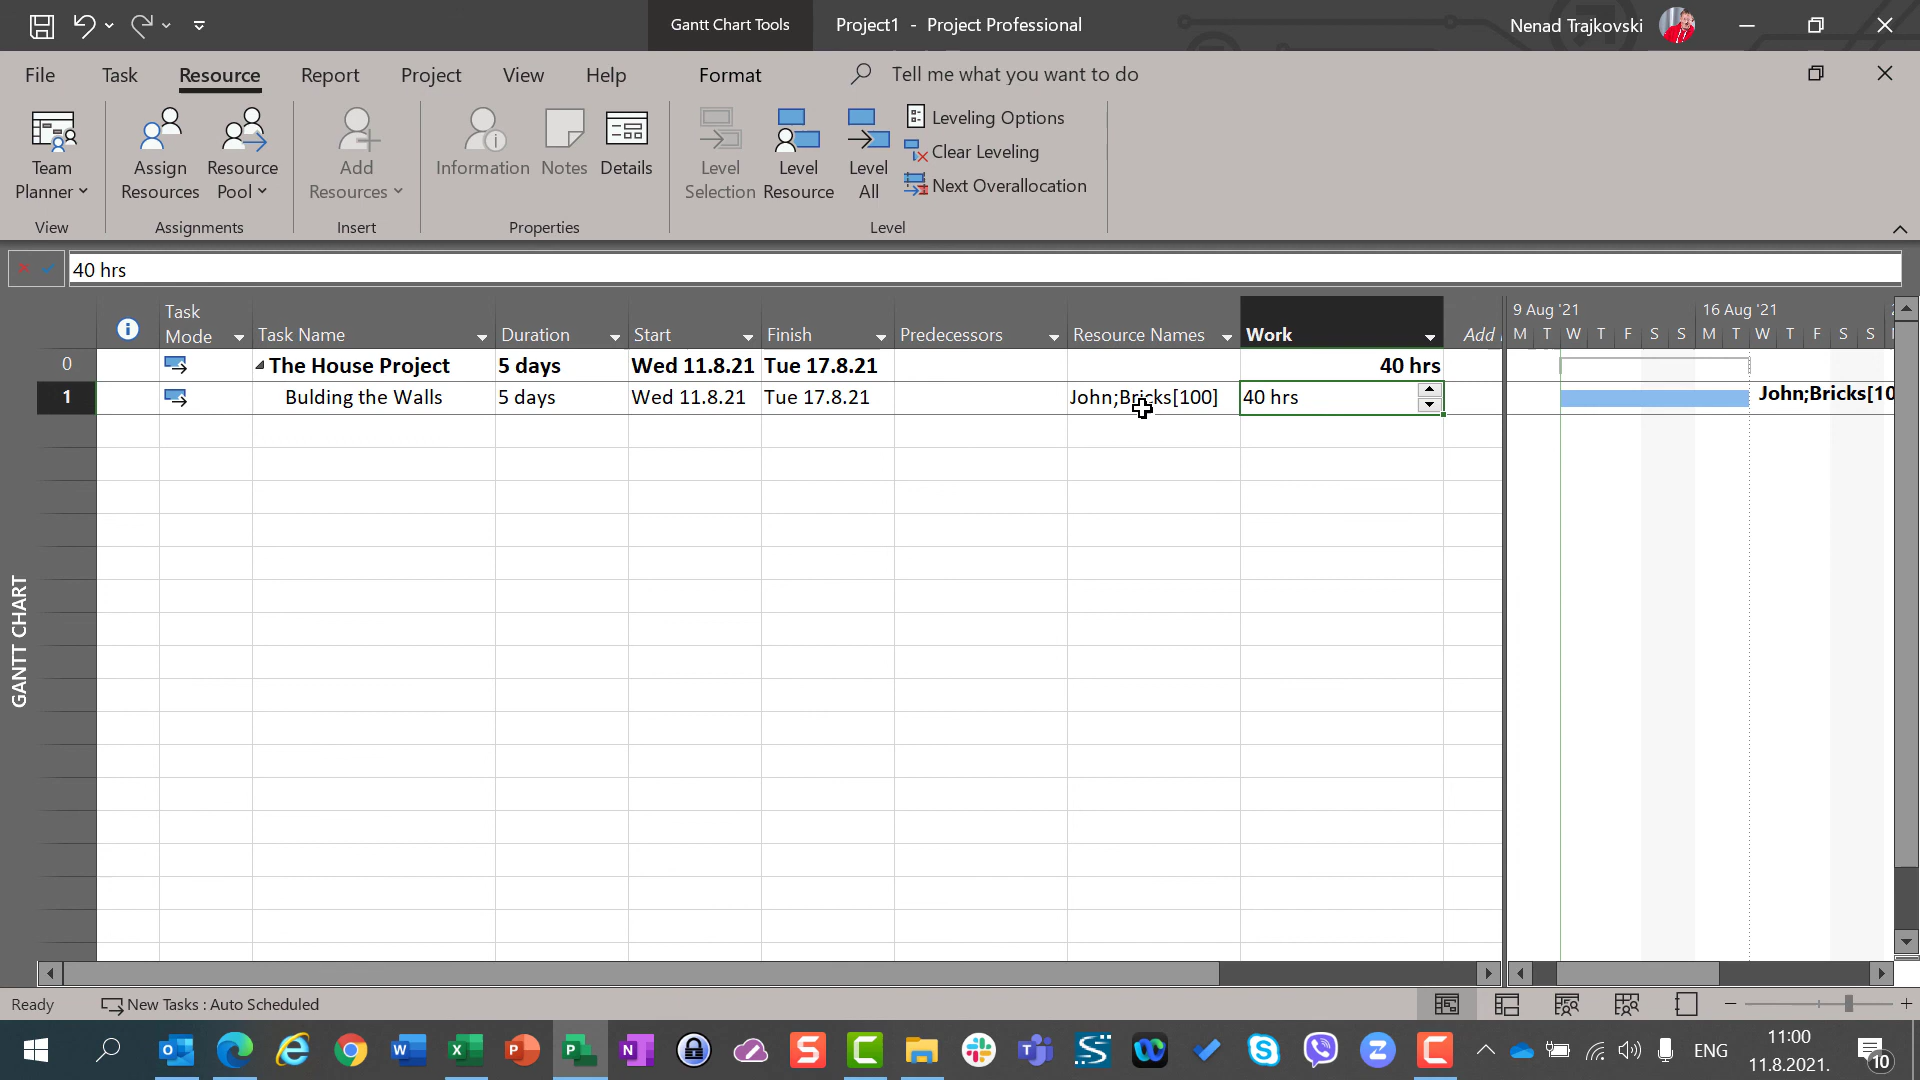 Gantt Chart Tools
Project1 - Project Professional
Nenad Trajkovski
File
Task
Resource
Report
Project
View
Help
Format
Tell me what you want to do
Team Planner
Assign Resources
Resource Pool
Add Resources
Information
Notes
Details
Level Selection
Level Resource
Level All
Leveling Options
Clear Leveling
Next Overallocation
View
Assignments
Insert
Properties
Level
40 hrs
Task Mode
Task Name
Duration
Start
Finish
Predecessors
Resource Names
Work
Add
9 Aug '21
16 Aug '21
M T W T F S S M T W T F S S
0
The House Project
5 days
Wed 11.8.21
Tue 17.8.21
40 hrs
1
Bulding the Walls
5 days
Wed 11.8.21
Tue 17.8.21
John;Bricks[100]
40 hrs
John;Bricks[10
GANTT CHART
Ready
New Tasks : Auto Scheduled
ENG
11:00
11.8.2021.
10